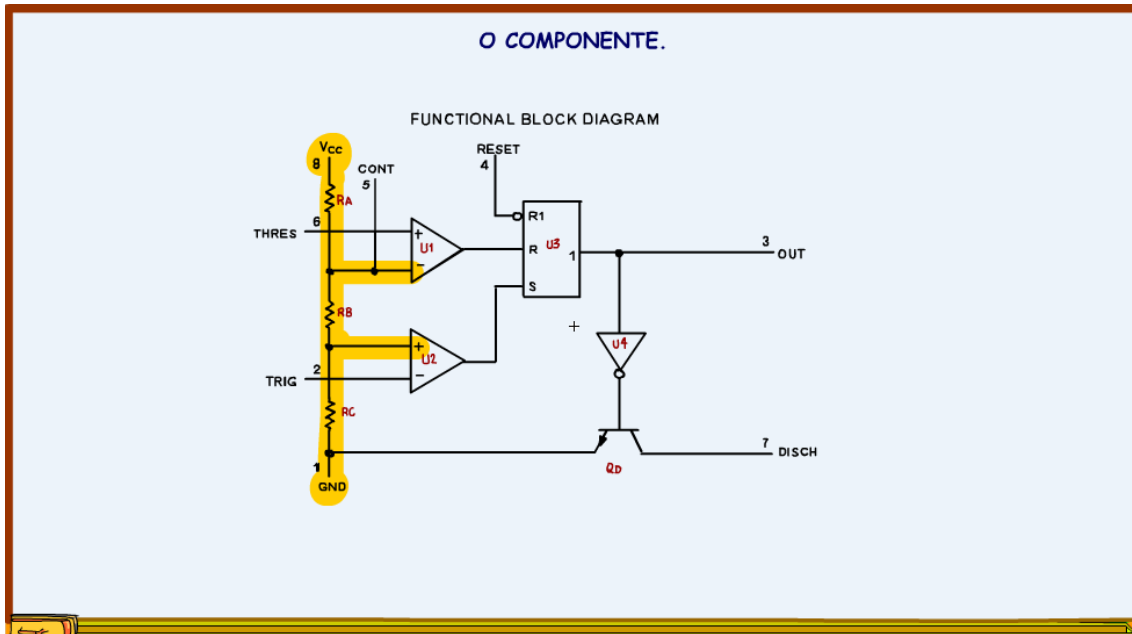 O COMPONENTE.
FUNCTIONAL BLOCK DIAGRAM
VCC
8
RESET
4
CONT
5
RA
R1
6
THRES
+
U1
-
R
U3
1
3
OUT
S
RB
+
U2
-
U4
2
TRIG
RC
1
GND
QD
7
DISCH